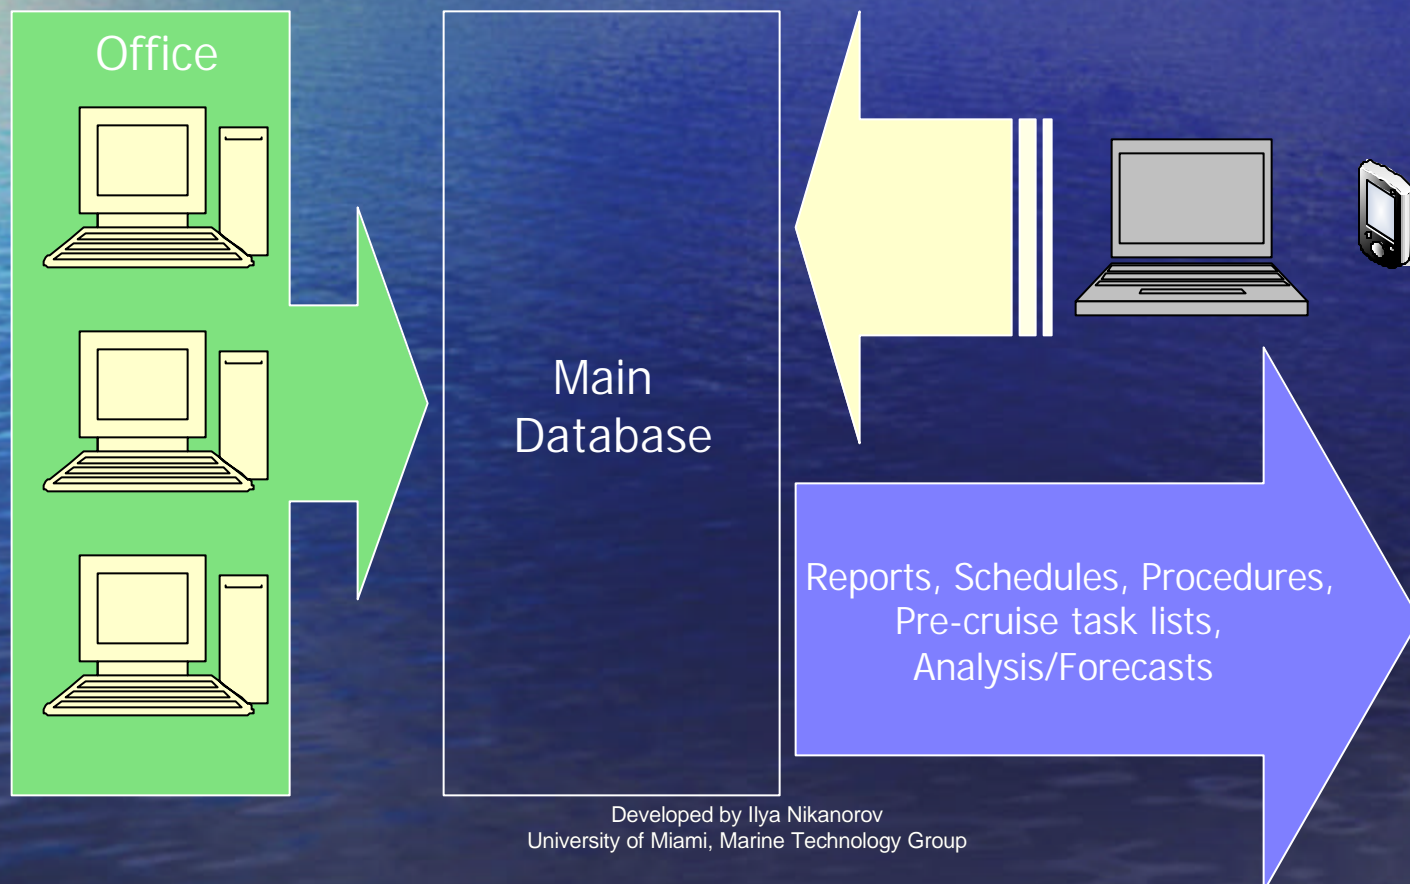 Office
Main
Database
Reports, Schedules, Procedures,
Pre-cruise task lists,
Analysis/Forecasts
Developed by Ilya Nikanorov
University of Miami, Marine Technology Group